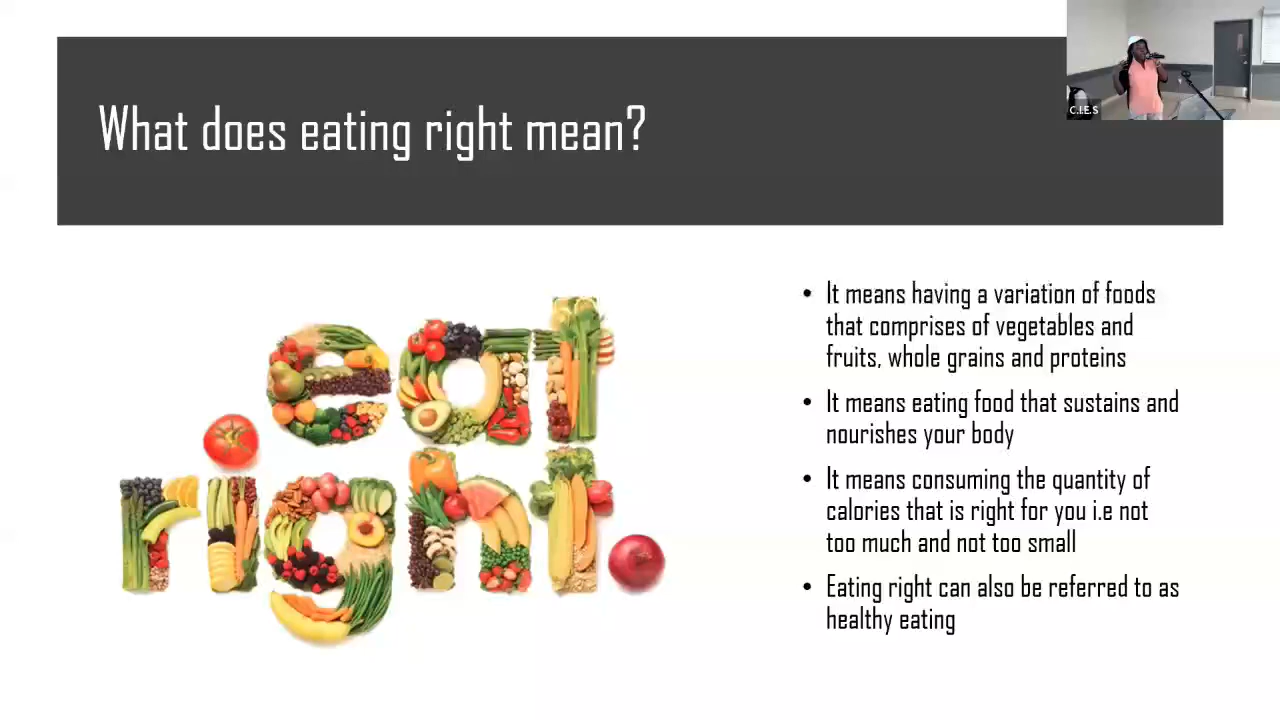 What does eating right mean?
C.I.E.S
eat
right.
• It means having a variation of foods
that comprises of vegetables and
fruits, whole grains and proteins
• It means eating food that sustains and
nourishes your body
• It means consuming the quantity of
calories that is right for you i.e not
too much and not too small
• Eating right can also be referred to as
healthy eating